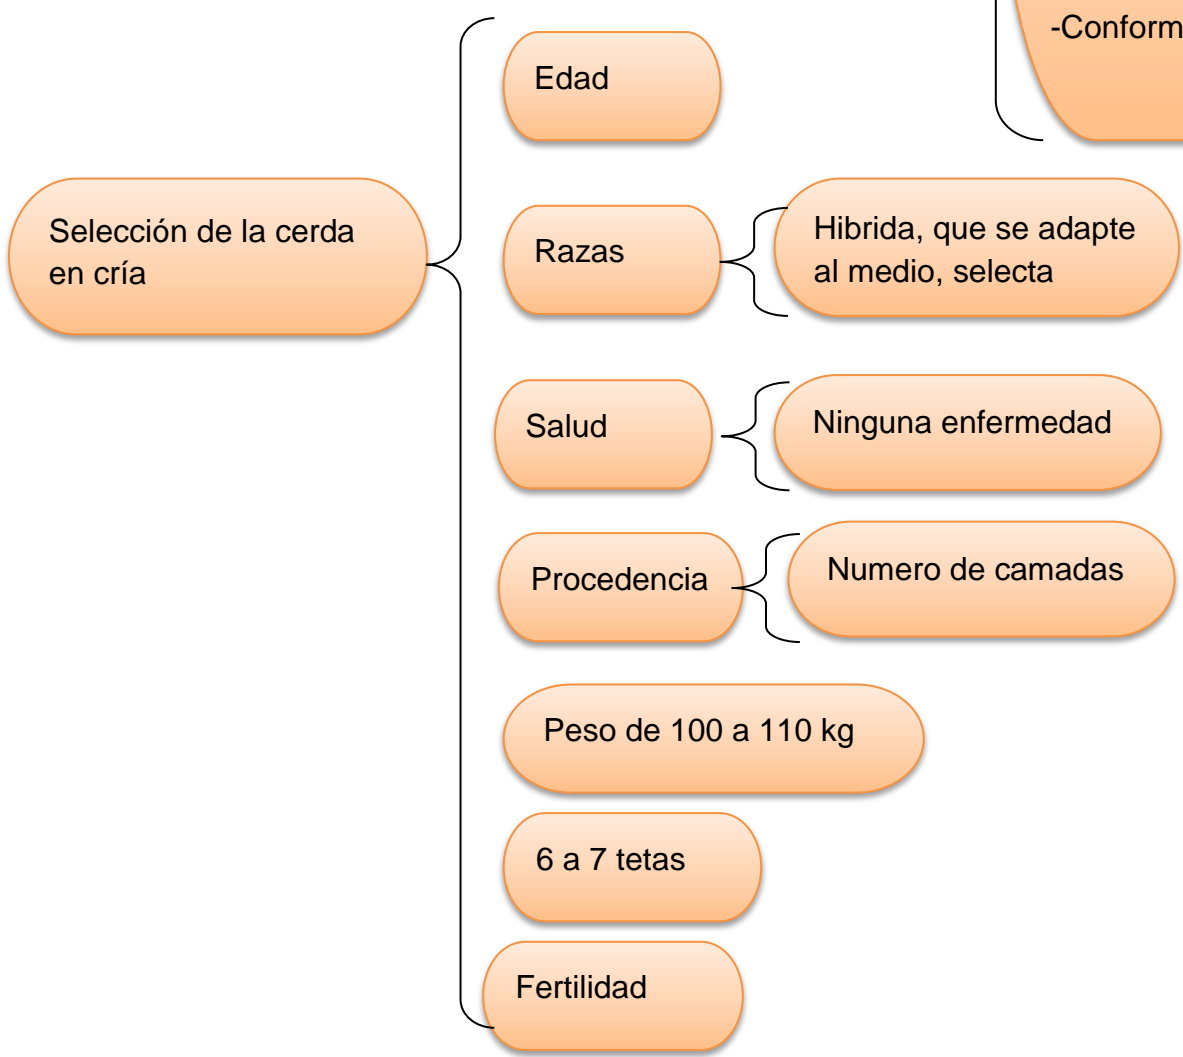 -Conform
Edad
Selección de la cerda
en cría
Razas
Hibrida, que se adapte
al medio, selecta
Salud
Ninguna enfermedad
Procedencia
Numero de camadas
Peso de 100 a 110 kg
6 a 7 tetas
Fertilidad